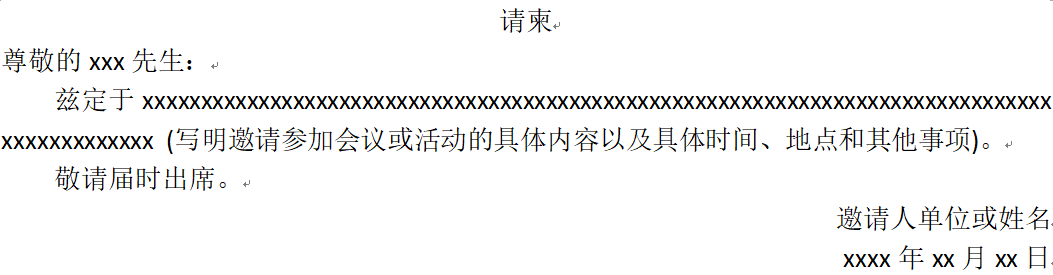 请柬
尊敬的 xxx 先生：
兹定于 xxxxxxxxxxxxxxxxxxxxxxxxxxxxxxxxxxxxxxxxxxxxxxxxxxxxxxxxxxxxxxxxxxxxxxxxxxxxx
xxxxxxxxxxxxx (写明邀请参加会议或活动的具体内容以及具体时间、地点和其他事项)。
敬请届时出席。
邀请人单位或姓名
xxxx 年 xx 月 xx 日